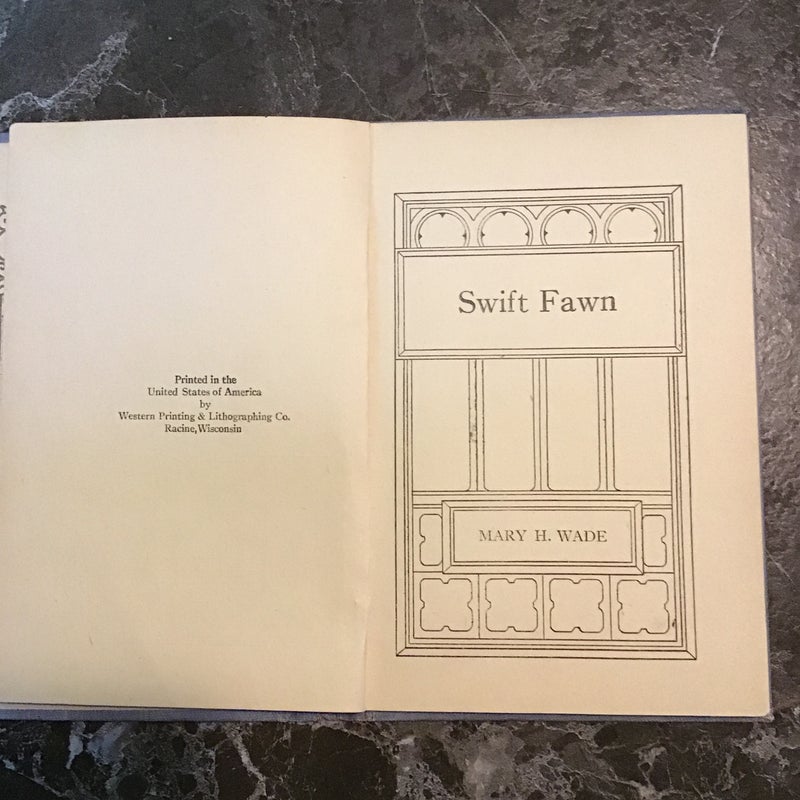 Printed in the
United States of America
by
Western Printing & Lithographing Co.
Racine, Wisconsin
Swift Fawn
MARY H. WADE